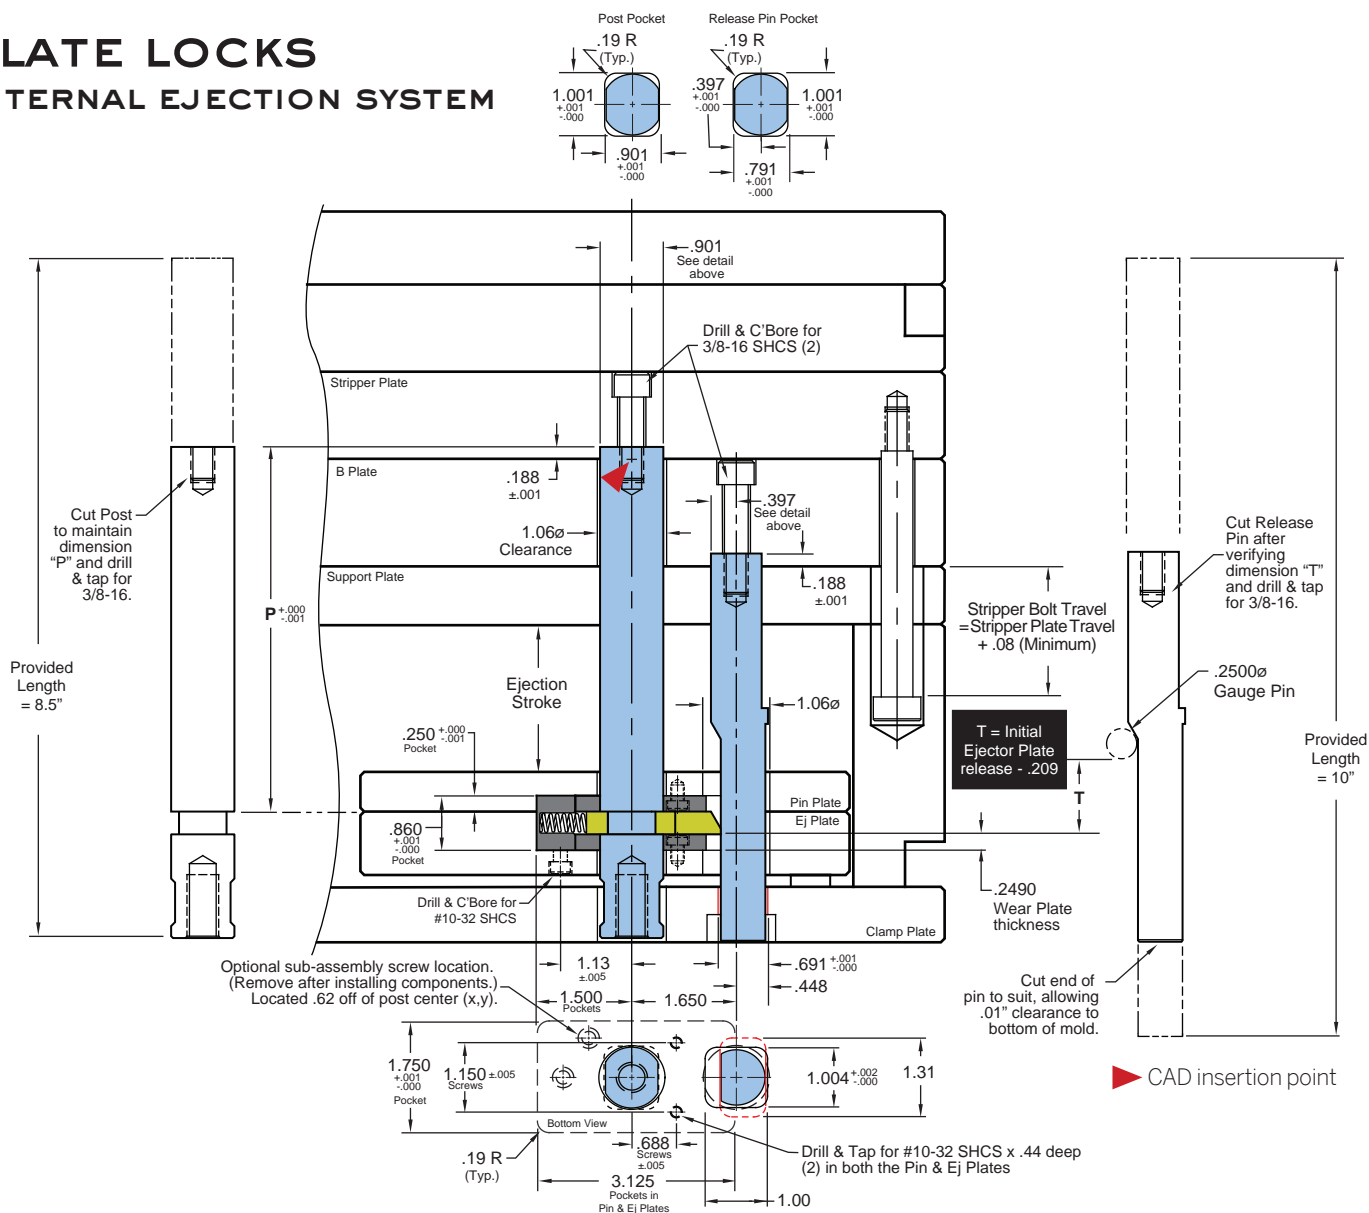 LATE LOCKS
TERNAL EJECTION SYSTEM
Post Pocket
.19 R
(Typ.)
1.001
+.001
-.000
.901
+.001
-.000
Release Pin Pocket
.19 R
(Typ.)
.397
+.001
-.000
1.001
+.001
-.000
.791
+.001
-.000
.901
See detail
above
Drill & C'Bore for
3/8-16 SHCS (2)
Stripper Plate
B Plate
.188
±.001
.397
See detail
above
1.06ø
Clearance
Cut Post
to maintain
dimension
“P” and drill
& tap for
3/8-16.
Support Plate
P +.000
-.001
.188
±.001
Stripper Bolt Travel
=Stripper Plate Travel
+ .08 (Minimum)
Cut Release
Pin after
verifying
dimension “T”
and drill & tap
for 3/8-16.
Provided
Length
= 8.5”
Ejection
Stroke
1.06ø
.2500ø
Gauge Pin
T = Initial
Ejector Plate
release - .209
Provided
Length
= 10”
.250 +.000
-.001
Pocket
T
Pin Plate
Ej Plate
.860
+.001
-.000
Pocket
Drill & C'Bore for
#10-32 SHCS
.2490
Wear Plate
thickness
Clamp Plate
Optional sub-assembly screw location.
(Remove after installing components.)
Located .62 off of post center (x,y).
1.13
±.005
.691 +.001
-.000
.448
1.500
Pockets
1.650
Cut end of
pin to suit, allowing
.01” clearance to
bottom of mold.
1.750
+.001
-.000
Pocket
1.150 ±.005
Screws
1.004 +.002
-.000
1.31
CAD insertion point
Bottom View
.19 R
(Typ.)
.688
Screws
±.005
Drill & Tap for #10-32 SHCS x .44 deep
(2) in both the Pin & Ej Plates
3.125
Pockets in
Pin & Ej Plates
1.00